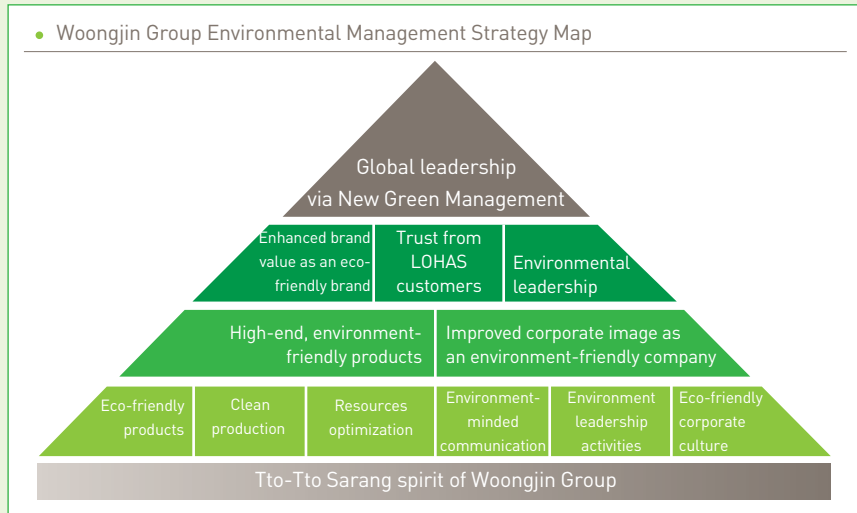 Woongjin Group Environmental Management Strategy Map
Global leadership
via New Green Management
Enhanced brand
value as an eco-
friendly brand
Trust from
LOHAS
customers
Environmental
leadership
High-end, environment-
friendly products
Improved corporate image as
an environment-friendly company
Eco-friendly
products
Clean
production
Resources
optimization
Environment-
minded
communication
Environment
leadership
activities
Eco-friendly
corporate
culture
Tto-Tto Sarang spirit of Woongjin Group